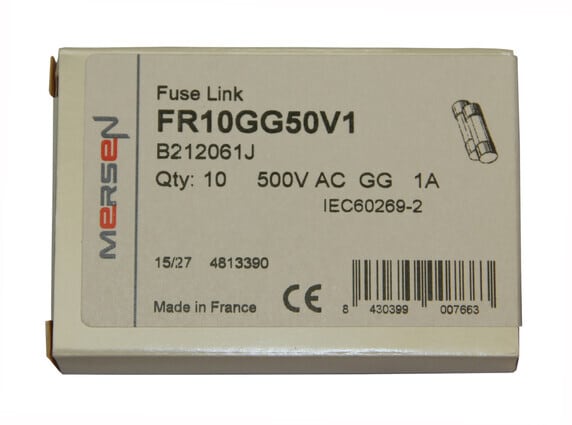 MERSEN
Fuse Link
FR10GG50V1
B212061J
Qty: 10 500V AC GG 1A
IEC60269-2
15/27 4813390
Made in France CE
8 430399 007663